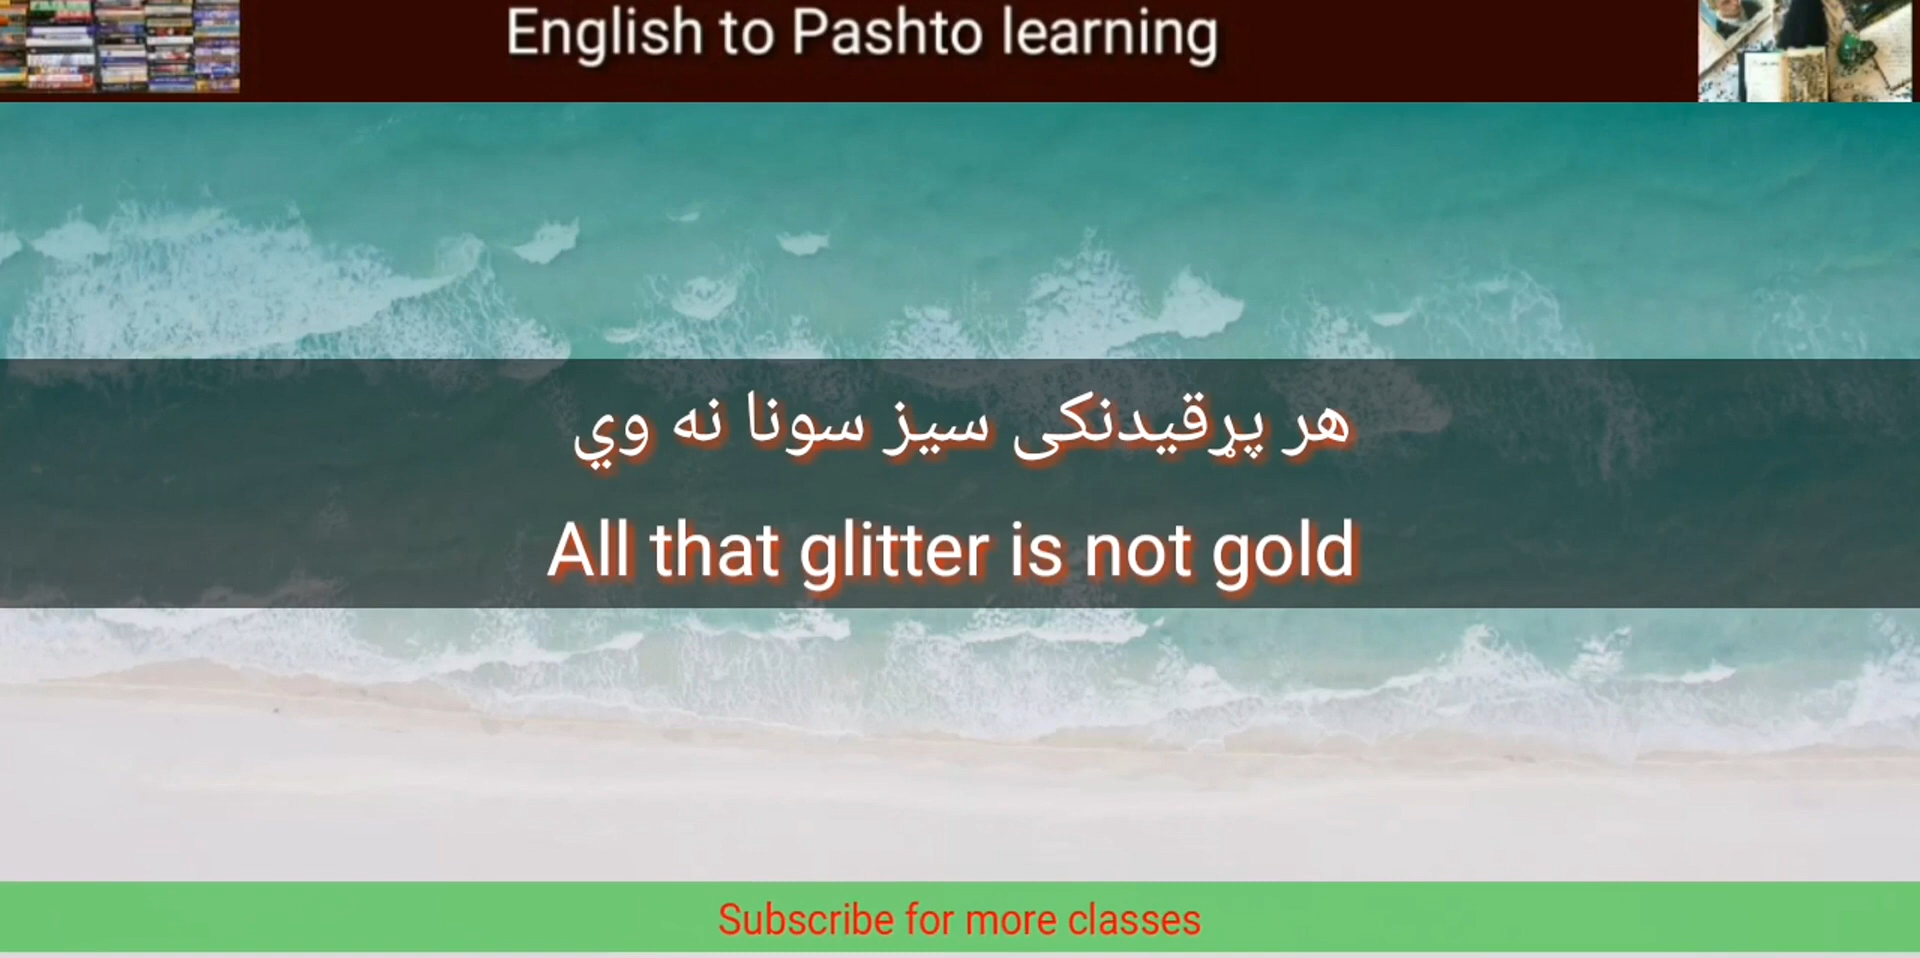 English to Pashto learning
هر پړقیدنکی سیز سونا نه وي
All that glitter is not gold
Subscribe for more classes